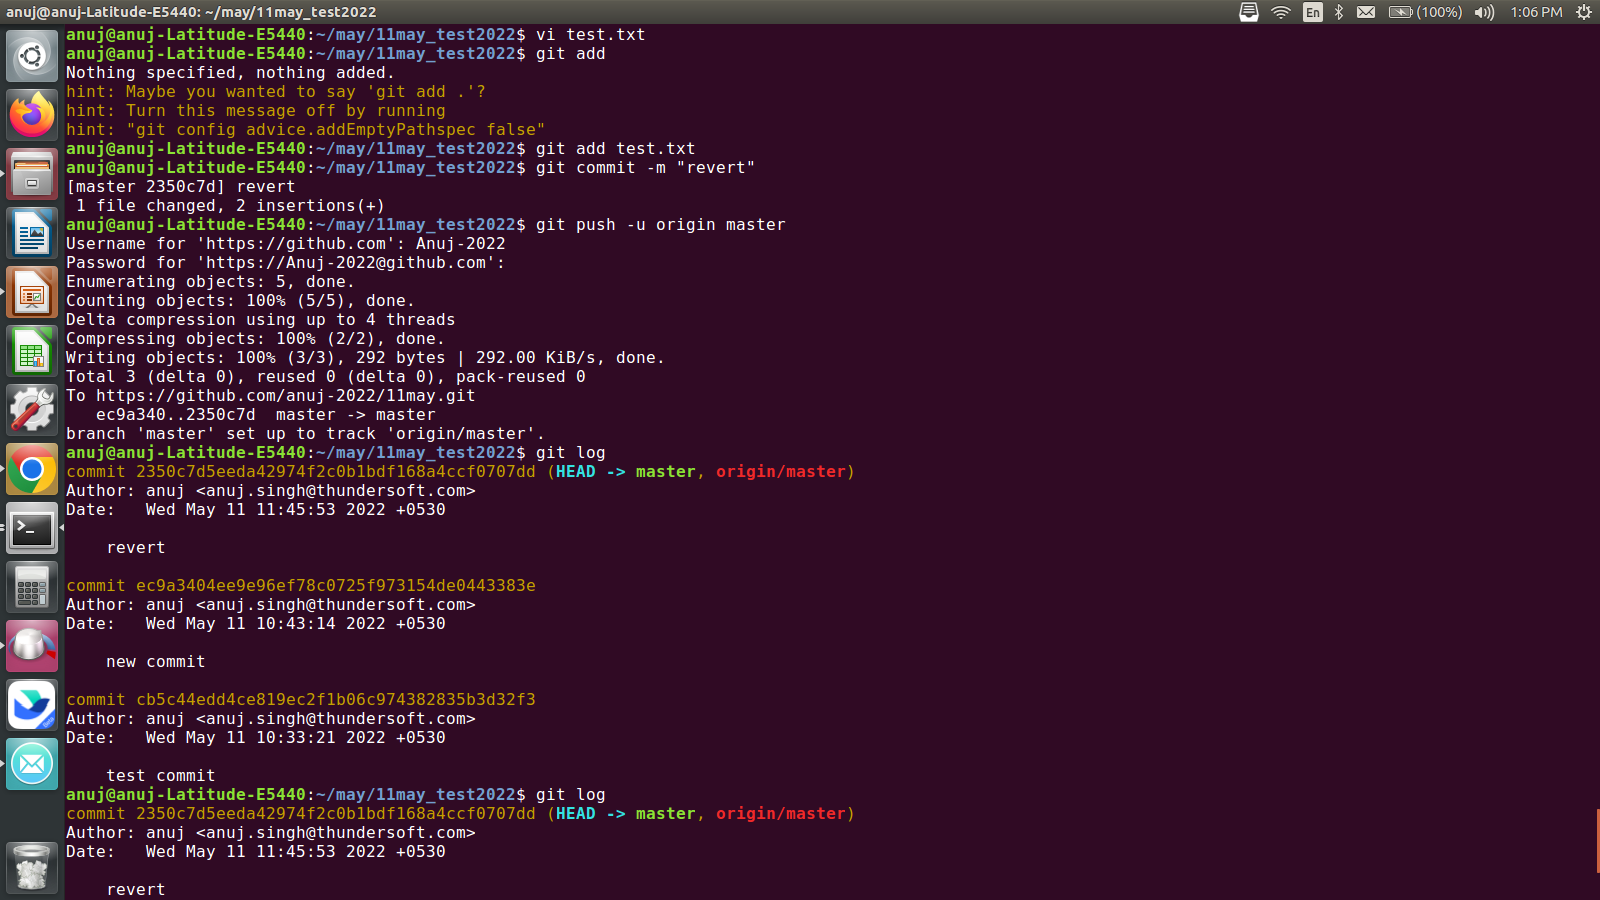 anuj@anuj-Latitude-E5440: ~/may/11may_test2022 En (100%) 1:06 PM
anuj@anuj-Latitude-E5440:~/may/11may_test2022$ vi test.txt
anuj@anuj-Latitude-E5440:~/may/11may_test2022$ git add
Nothing specified, nothing added.
hint: Maybe you wanted to say 'git add .'?
hint: Turn this message off by running
hint: "git config advice.addEmptyPathspec false"
anuj@anuj-Latitude-E5440:~/may/11may_test2022$ git add test.txt
anuj@anuj-Latitude-E5440:~/may/11may_test2022$ git commit -m "revert"
[master 2350c7d] revert
 1 file changed, 2 insertions(+)
anuj@anuj-Latitude-E5440:~/may/11may_test2022$ git push -u origin master
Username for 'https://github.com': Anuj-2022
Password for 'https://Anuj-2022@github.com':
Enumerating objects: 5, done.
Counting objects: 100% (5/5), done.
Delta compression using up to 4 threads
Compressing objects: 100% (2/2), done.
Writing objects: 100% (3/3), 292 bytes | 292.00 KiB/s, done.
Total 3 (delta 0), reused 0 (delta 0), pack-reused 0
To https://github.com/anuj-2022/11may.git
   ec9a340..2350c7d  master -> master
branch 'master' set up to track 'origin/master'.
anuj@anuj-Latitude-E5440:~/may/11may_test2022$ git log
commit 2350c7d5eeda42974f2c0b1bdf168a4ccf0707dd (HEAD -> master, origin/master)
Author: anuj <anuj.singh@thundersoft.com>
Date:   Wed May 11 11:45:53 2022 +0530
    revert
commit ec9a3404ee9e96ef78c0725f973154de0443383e
Author: anuj <anuj.singh@thundersoft.com>
Date:   Wed May 11 10:43:14 2022 +0530
    new commit
commit cb5c44edd4ce819ec2f1b06c974382835b3d32f3
Author: anuj <anuj.singh@thundersoft.com>
Date:   Wed May 11 10:33:21 2022 +0530
    test commit
anuj@anuj-Latitude-E5440:~/may/11may_test2022$ git log
commit 2350c7d5eeda42974f2c0b1bdf168a4ccf0707dd (HEAD -> master, origin/master)
Author: anuj <anuj.singh@thundersoft.com>
Date:   Wed May 11 11:45:53 2022 +0530
    revert